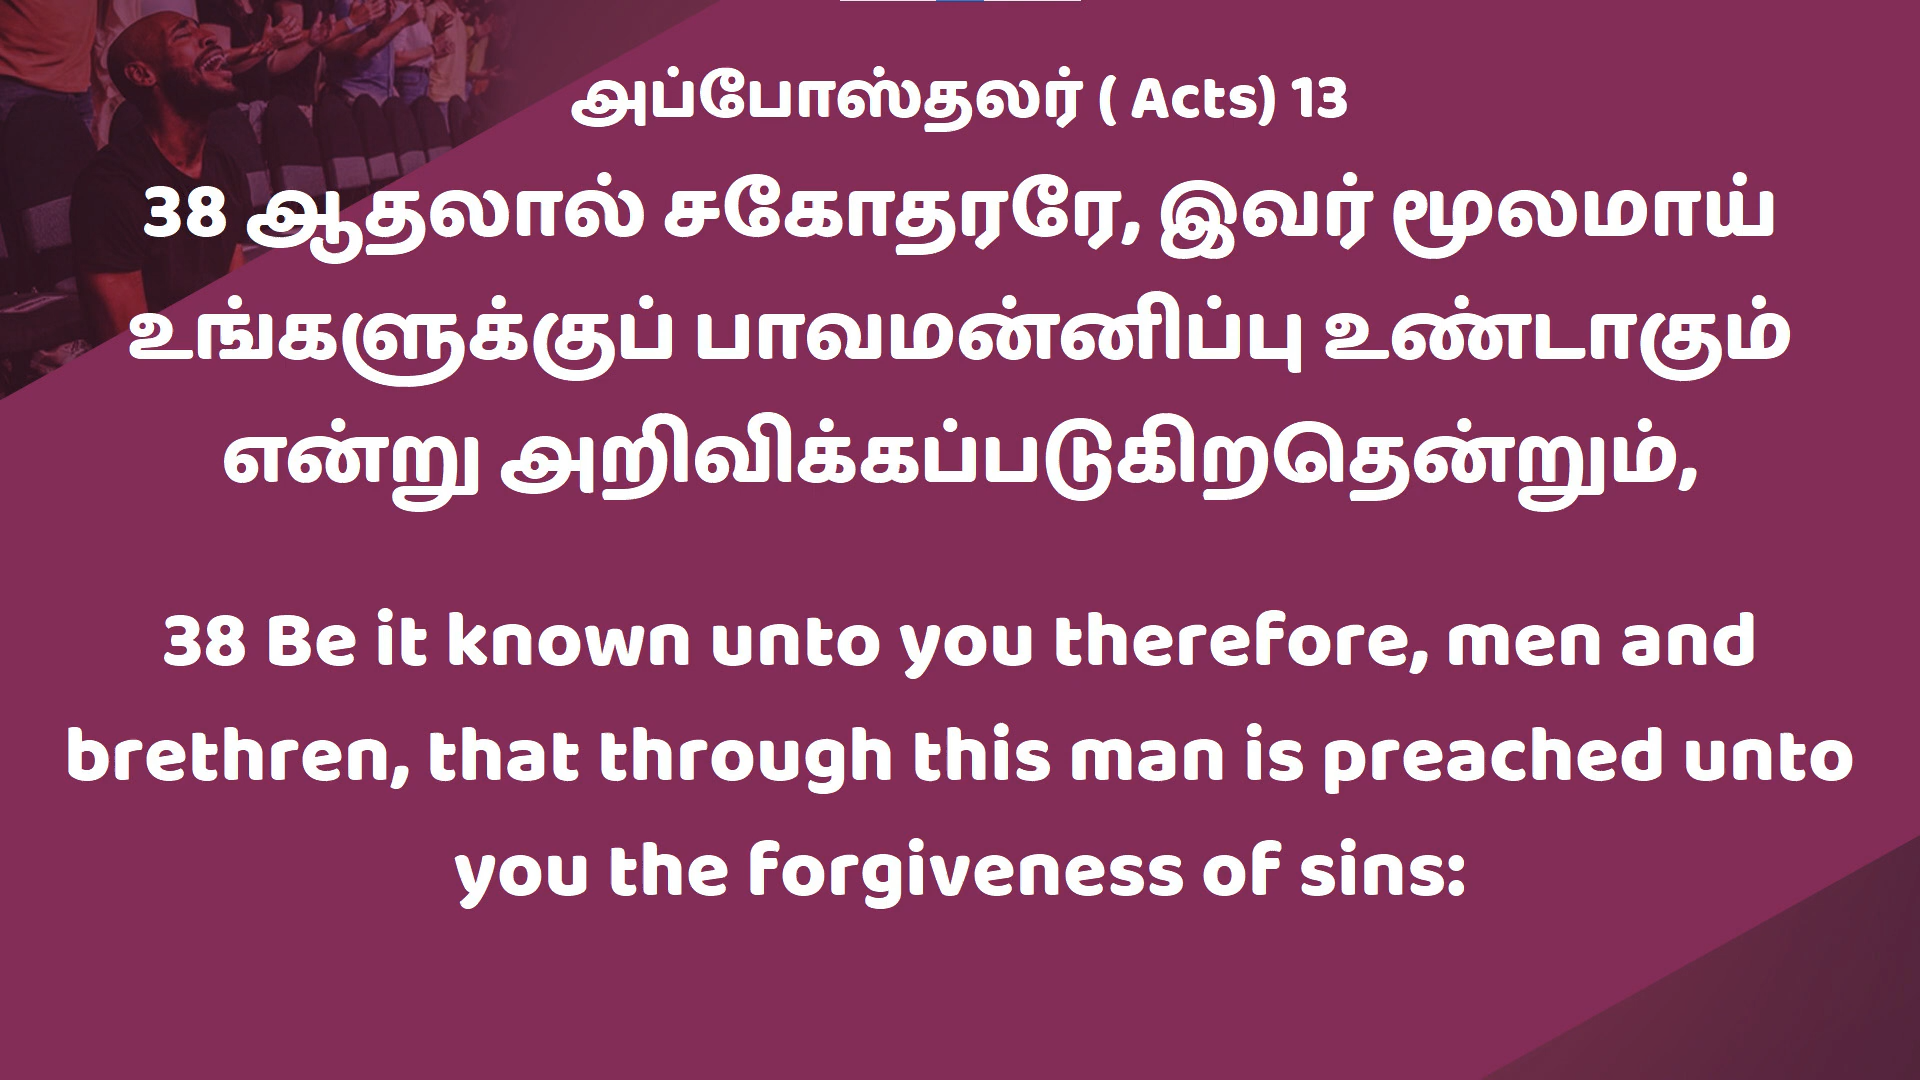 அப்போஸ்தலர் ( Acts) 13
38 ஆதலால் சகோதரரே, இவர் மூலமாய்
உங்களுக்குப் பாவமன்னிப்பு உண்டாகும்
என்று அறிவிக்கப்படுகிறதென்றும்,
38 Be it known unto you therefore, men and
brethren, that through this man is preached unto
you the forgiveness of sins: